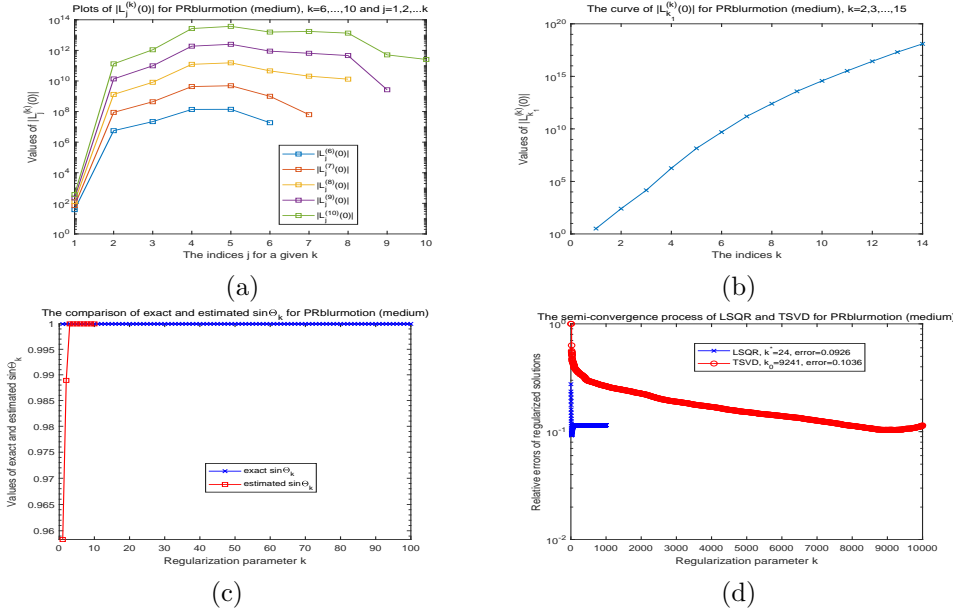 Plots of |L_j^(k)(0)| for PRblurmotion (medium), k=6,...,10 and j=1,2,...k
Values of |L_j^(k)(0)|
10^14
10^12
10^10
10^8
10^6
10^4
10^2
10^0
|L_j^(6)(0)|
|L_j^(7)(0)|
|L_j^(8)(0)|
|L_j^(9)(0)|
|L_j^(10)(0)|
1 2 3 4 5 6 7 8 9 10
The indices j for a given k
(a)
The curve of |L_{k_1}^(k)(0)| for PRblurmotion (medium), k=2,3,...,15
Values of |L_{k_1}^(k)(0)|
10^20
10^15
10^10
10^5
10^0
0 2 4 6 8 10 12 14
The indices k
(b)
The comparison of exact and estimated sinΘ_k for PRblurmotion (medium)
Values of exact and estimated sinΘ_k
1
0.995
0.99
0.985
0.98
0.975
0.97
0.965
0.96
exact sinΘ_k
estimated sinΘ_k
0 10 20 30 40 50 60 70 80 90 100
Regularization parameter k
(c)
The semi-convergence process of LSQR and TSVD for PRblurmotion (medium)
Relative errors of regularized solutions
10^0
10^-1
10^-2
LSQR, k^*=24, error=0.0926
TSVD, k_0=9241, error=0.1036
0 1000 2000 3000 4000 5000 6000 7000 8000 9000 10000
Regularization parameter k
(d)